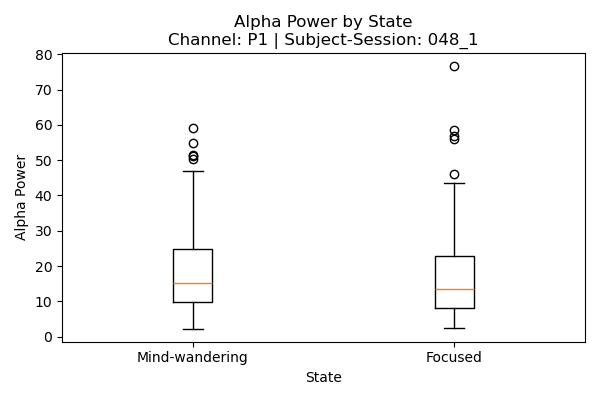 Alpha Power by State
Channel: P1 | Subject-Session: 048_1
80
70
60
50
40
30
20
10
0
Alpha Power
Mind-wandering
Focused
State